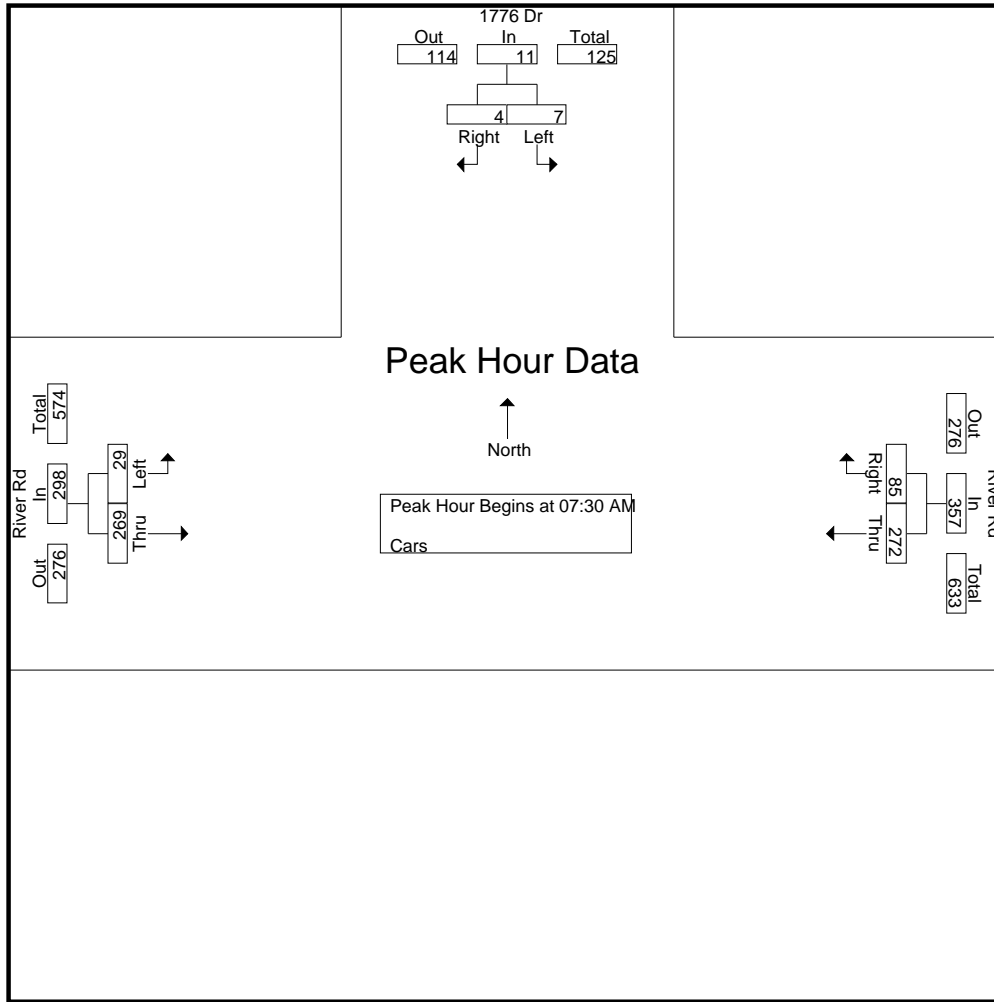 1776 Dr
Out In Total
114 11 125
4 7
Right Left
Peak Hour Data
North
Peak Hour Begins at 07:30 AM
Cars
River Rd
Out In Total
276 298 574
Left Thru
29 269
River Rd
Out In Total
276 357 633
Right Thru
85 272